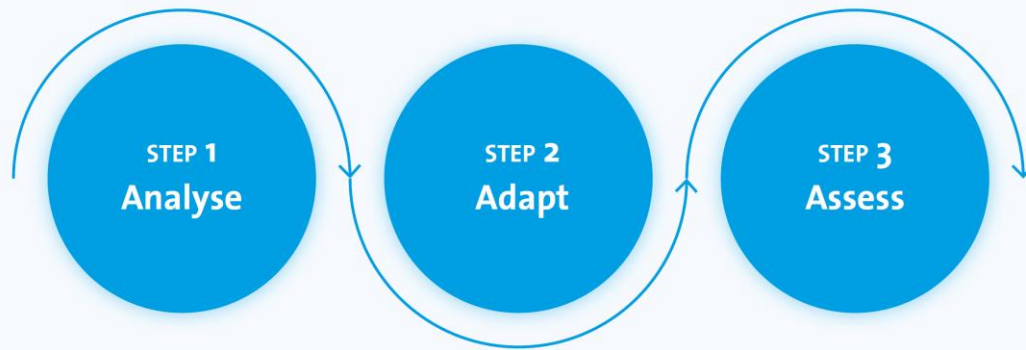 STEP 1
Analyse
STEP 2
Adapt
STEP 3
Assess